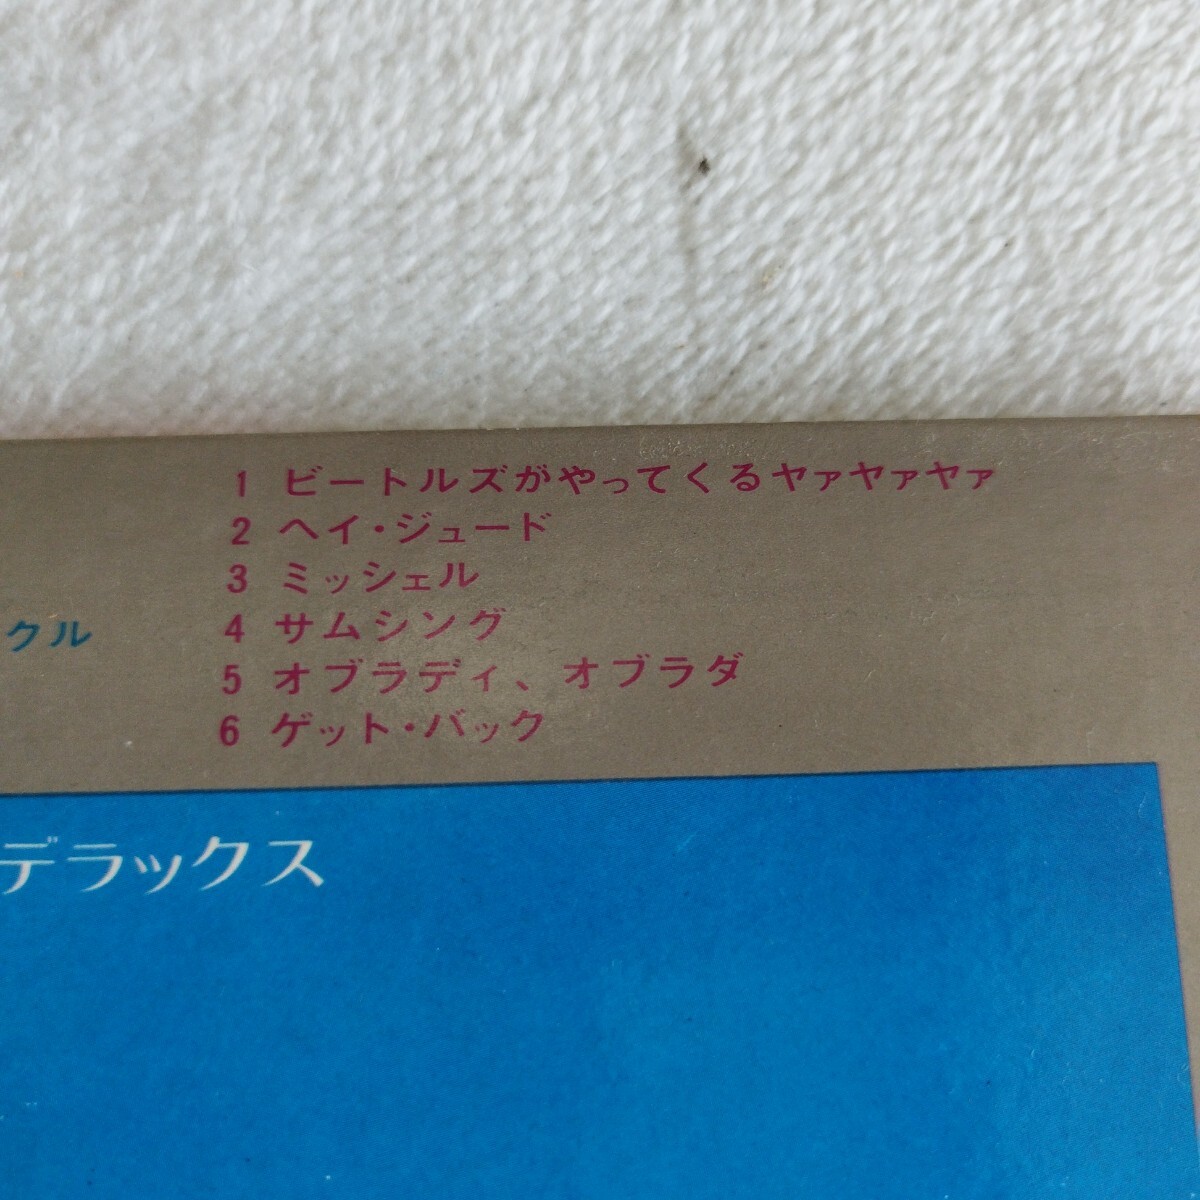 1 ビートルズがやってくるヤァヤァヤァ
2 ヘイ・ジュード
3 ミッシェル
クル
4 サムシング
5 オブラディ、オブラダ
6 ゲット・バック
デラックス